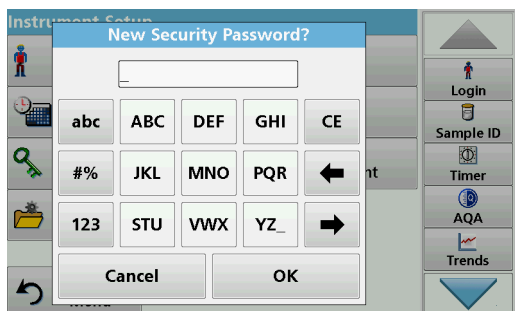 Instrument Setup
New Security Password?
_
abc ABC DEF GHI CE
#% JKL MNO PQR
123 STU VWX YZ_
Cancel OK
nt
Menu
Login
Sample ID
Timer
AQA
Trends